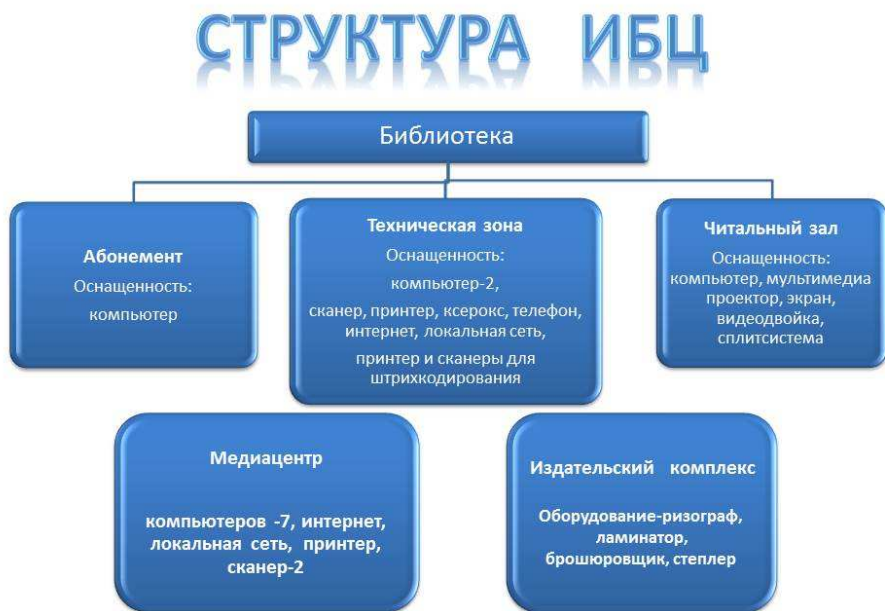 СТРУКТУРА ИБЦ
Библиотека
Абонемент
Оснащенность:
компьютер
Техническая зона
Оснащенность:
компьютер-2,
сканер, принтер, ксерокс, телефон,
интернет, локальная сеть,
принтер и сканеры для
штрихкодирования
Читальный зал
Оснащенность:
компьютер, мультимедиа
проектор, экран,
видеодвойка,
сплитсистема
Медиацентр
компьютеров -7, интернет,
локальная сеть, принтер,
сканер-2
Издательский комплекс
Оборудование-ризограф,
ламинатор,
брошюровщик, степлер